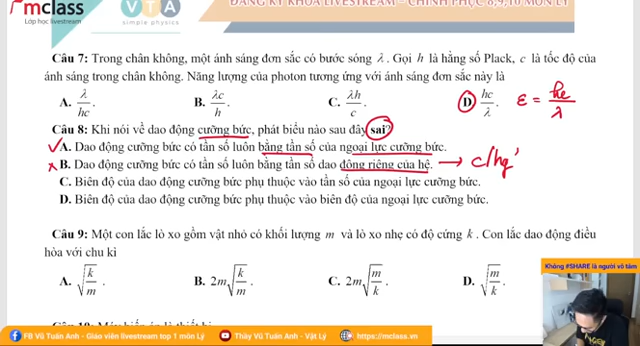 mclass
Lớp học livestream
VTA
simple physics
ĐĂNG KÝ KHÓA LIVESTREAM - CHINH PHỤC 8,9,10 MÔN LÝ
Câu 7: Trong chân không, một ánh sáng đơn sắc có bước sóng λ. Gọi h là hằng số Plack, c là tốc độ của
ánh sáng trong chân không. Năng lượng của photon tương ứng với ánh sáng đơn sắc này là
A. λ/hc. B. λc/h. C. λh/c. D. hc/λ. ε = hc/λ
Câu 8: Khi nói về dao động cưỡng bức, phát biểu nào sau đây sai?
A. Dao động cưỡng bức có tần số luôn bằng tần số của ngoại lực cưỡng bức.
B. Dao động cưỡng bức có tần số luôn bằng tần số dao động riêng của hệ. → c/hg'
C. Biên độ của dao động cưỡng bức phụ thuộc vào tần số của ngoại lực cưỡng bức.
D. Biên độ của dao động cưỡng bức phụ thuộc vào biên độ của ngoại lực cưỡng bức.
Câu 9: Một con lắc lò xo gồm vật nhỏ có khối lượng m và lò xo nhẹ có độ cứng k. Con lắc dao động điều
hòa với chu kì
A. √(k/m). B. 2m√(k/m). C. 2m√(m/k). D. √(m/k).
Không #SHARE là người vô tâm
FB Vũ Tuấn Anh - Giáo viên livestream top 1 môn Lý
Thầy Vũ Tuấn Anh - Vật Lý
https://mclass.vn